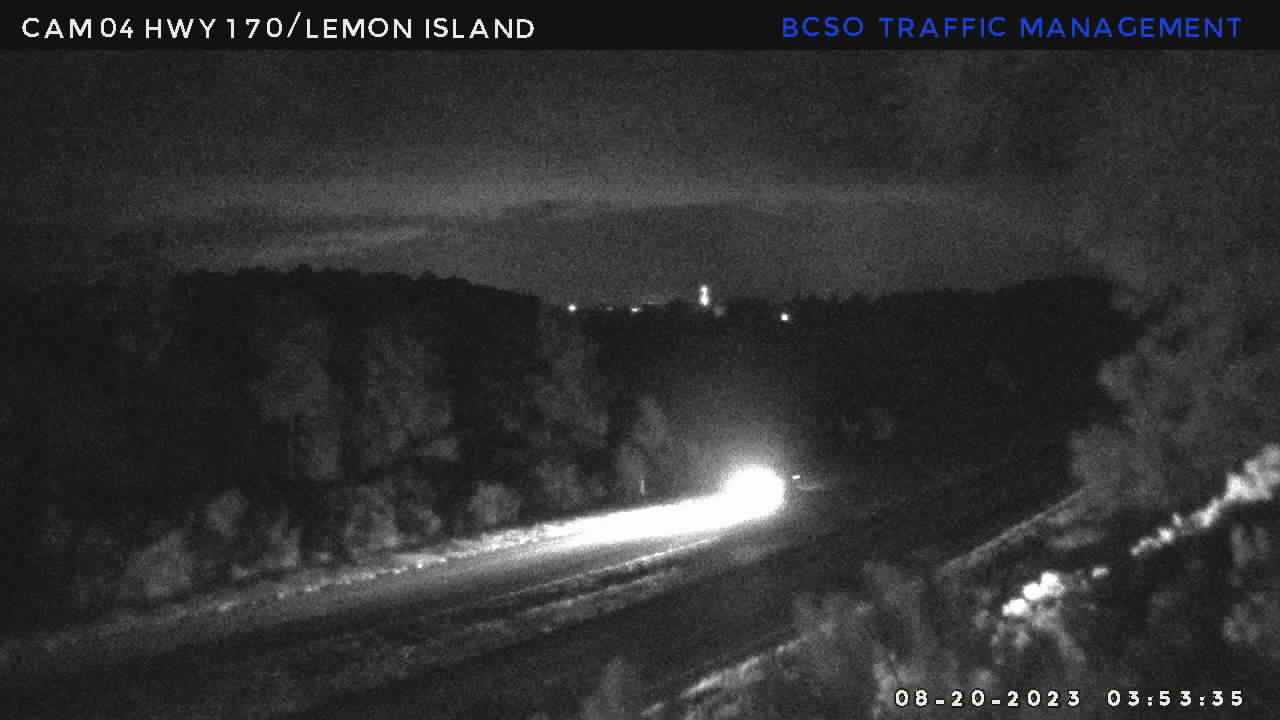 CAM04 HWY 170/LEMON ISLAND
BCSO TRAFFIC MANAGEMENT
08-20-2023 03:53:35